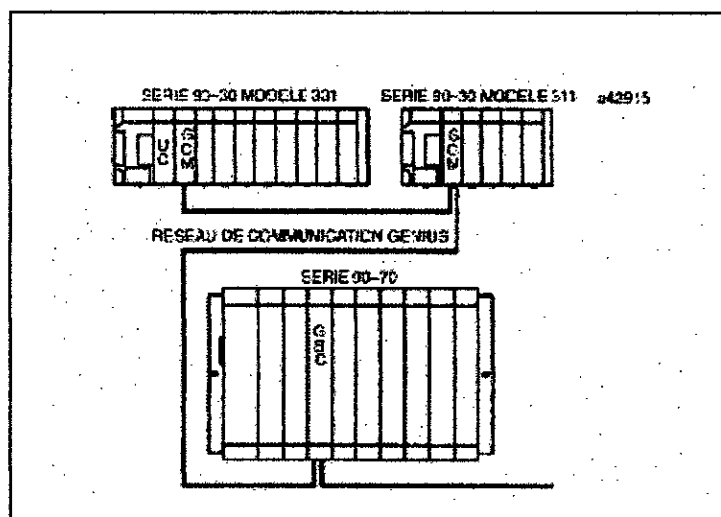 SERIE 90-30 MODELE 331 SERIE 90-30 MODELE 311 a42915
UC
GCM
GCM
RESEAU DE COMMUNICATION GENIUS
SERIE 90-70
GBC